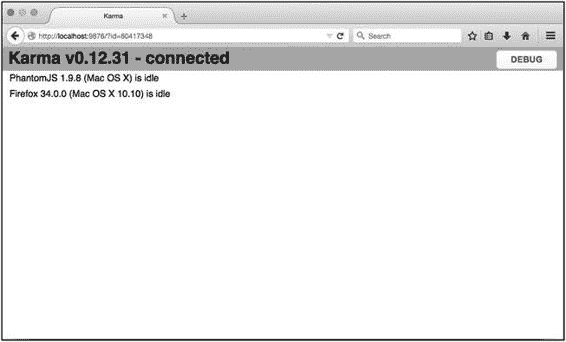 Karma
http://localhost:9876/?id=80417348
Search
Karma v0.12.31 - connected
DEBUG
PhantomJS 1.9.8 (Mac OS X) is idle
Firefox 34.0.0 (Mac OS X 10.10) is idle